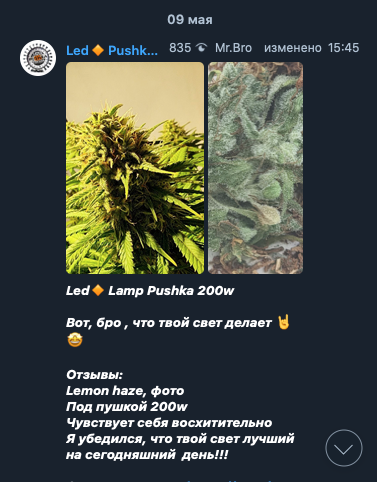 09 мая
Led🔸Pushk... 835 Mr.Bro изменено 15:45
Led🔸Lamp Pushka 200w
Вот, бро , что твой свет делает 🤘
🤩
Отзывы:
Lemon haze, фото
Под пушкой 200w
Чувствует себя восхитительно
Я убедился, что твой свет лучший
на сегодняшний день!!!